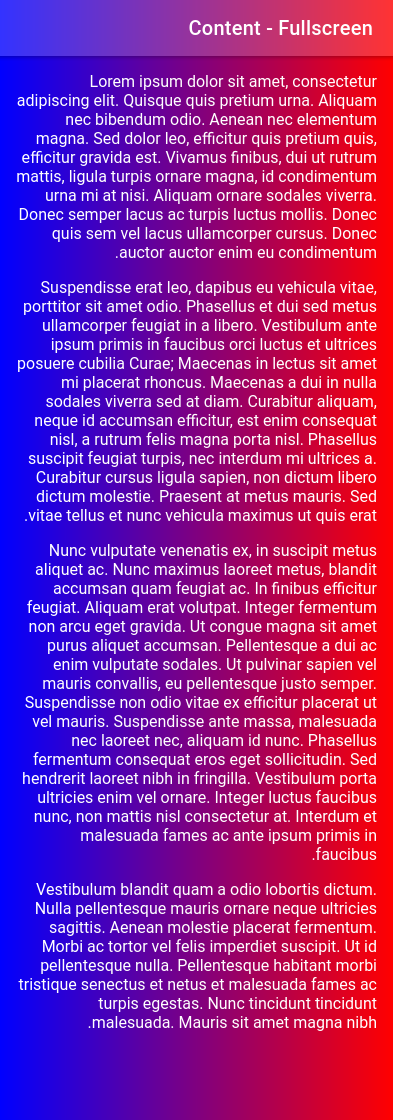 Content - Fullscreen
Lorem ipsum dolor sit amet, consectetur
adipiscing elit. Quisque quis pretium urna. Aliquam
nec bibendum odio. Aenean nec elementum
magna. Sed dolor leo, efficitur quis pretium quis,
efficitur gravida est. Vivamus finibus, dui ut rutrum
mattis, ligula turpis ornare magna, id condimentum
urna mi at nisi. Aliquam ornare sodales viverra.
Donec semper lacus ac turpis luctus mollis. Donec
quis sem vel lacus ullamcorper cursus. Donec
.auctor auctor enim eu condimentum
Suspendisse erat leo, dapibus eu vehicula vitae,
porttitor sit amet odio. Phasellus et dui sed metus
ullamcorper feugiat in a libero. Vestibulum ante
ipsum primis in faucibus orci luctus et ultrices
posuere cubilia Curae; Maecenas in lectus sit amet
mi placerat rhoncus. Maecenas a dui in nulla
sodales viverra sed at diam. Curabitur aliquam,
neque id accumsan efficitur, est enim consequat
nisl, a rutrum felis magna porta nisl. Phasellus
suscipit feugiat turpis, nec interdum mi ultrices a.
Curabitur cursus ligula sapien, non dictum libero
dictum molestie. Praesent at metus mauris. Sed
.vitae tellus et nunc vehicula maximus ut quis erat
Nunc vulputate venenatis ex, in suscipit metus
aliquet ac. Nunc maximus laoreet metus, blandit
accumsan quam feugiat ac. In finibus efficitur
feugiat. Aliquam erat volutpat. Integer fermentum
non arcu eget gravida. Ut congue magna sit amet
purus aliquet accumsan. Pellentesque a dui ac
enim vulputate sodales. Ut pulvinar sapien vel
mauris convallis, eu pellentesque justo semper.
Suspendisse non odio vitae ex efficitur placerat ut
vel mauris. Suspendisse ante massa, malesuada
nec laoreet nec, aliquam id nunc. Phasellus
fermentum consequat eros eget sollicitudin. Sed
hendrerit laoreet nibh in fringilla. Vestibulum porta
ultricies enim vel ornare. Integer luctus faucibus
nunc, non mattis nisl consectetur at. Interdum et
malesuada fames ac ante ipsum primis in
.faucibus
Vestibulum blandit quam a odio lobortis dictum.
Nulla pellentesque mauris ornare neque ultricies
sagittis. Aenean molestie placerat fermentum.
Morbi ac tortor vel felis imperdiet suscipit. Ut id
pellentesque nulla. Pellentesque habitant morbi
tristique senectus et netus et malesuada fames ac
turpis egestas. Nunc tincidunt tincidunt
.malesuada. Mauris sit amet magna nibh